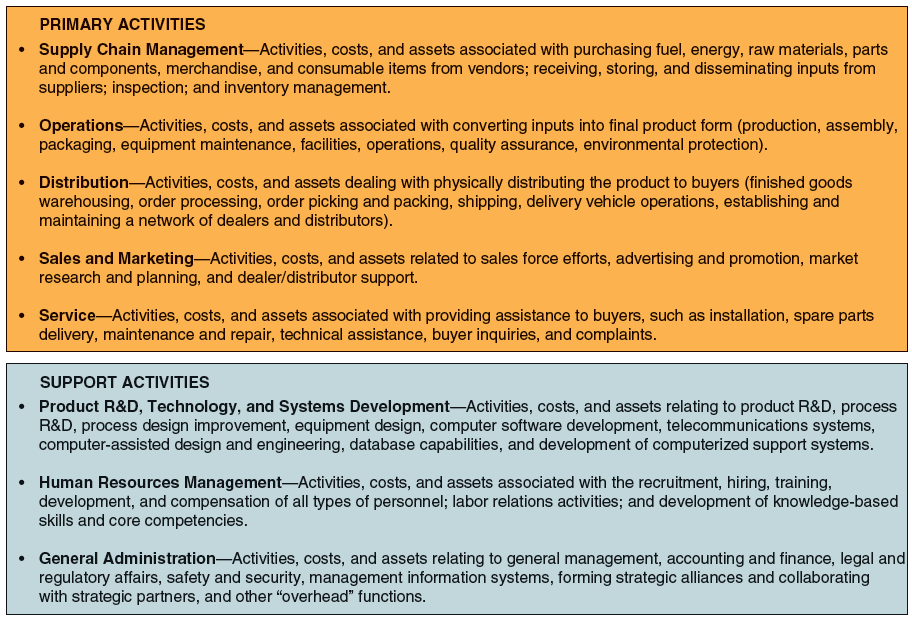 PRIMARY ACTIVITIES
• Supply Chain Management—Activities, costs, and assets associated with purchasing fuel, energy, raw materials, parts
and components, merchandise, and consumable items from vendors; receiving, storing, and disseminating inputs from
suppliers; inspection; and inventory management.
• Operations—Activities, costs, and assets associated with converting inputs into final product form (production, assembly,
packaging, equipment maintenance, facilities, operations, quality assurance, environmental protection).
• Distribution—Activities, costs, and assets dealing with physically distributing the product to buyers (finished goods
warehousing, order processing, order picking and packing, shipping, delivery vehicle operations, establishing and
maintaining a network of dealers and distributors).
• Sales and Marketing—Activities, costs, and assets related to sales force efforts, advertising and promotion, market
research and planning, and dealer/distributor support.
• Service—Activities, costs, and assets associated with providing assistance to buyers, such as installation, spare parts
delivery, maintenance and repair, technical assistance, buyer inquiries, and complaints.
SUPPORT ACTIVITIES
• Product R&D, Technology, and Systems Development—Activities, costs, and assets relating to product R&D, process
R&D, process design improvement, equipment design, computer software development, telecommunications systems,
computer-assisted design and engineering, database capabilities, and development of computerized support systems.
• Human Resources Management—Activities, costs, and assets associated with the recruitment, hiring, training,
development, and compensation of all types of personnel; labor relations activities; and development of knowledge-based
skills and core competencies.
• General Administration—Activities, costs, and assets relating to general management, accounting and finance, legal and
regulatory affairs, safety and security, management information systems, forming strategic alliances and collaborating
with strategic partners, and other “overhead” functions.